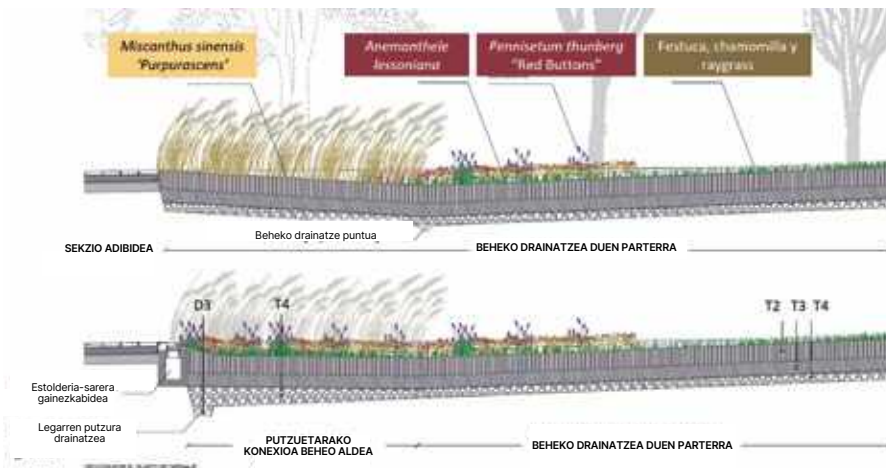 Miscanthus sinensis
'Purpurascens'
Anemanthele
lessoniana
Pennisetum thunberg
"Red Buttons"
Festuca, chamomilla y
raygrass
Beheko drainatze puntua
SEKZIO ADIBIDEA
BEHEKO DRAINATZEA DUEN PARTERRA
D3
T4
T2 T3 T4
Estolderia-sarera
gainezkabidea
Legarren putzura
drainatzea
PUTZUETARAKO
KONEXIOA BEHEO ALDEA
BEHEKO DRAINATZEA DUEN PARTERRA